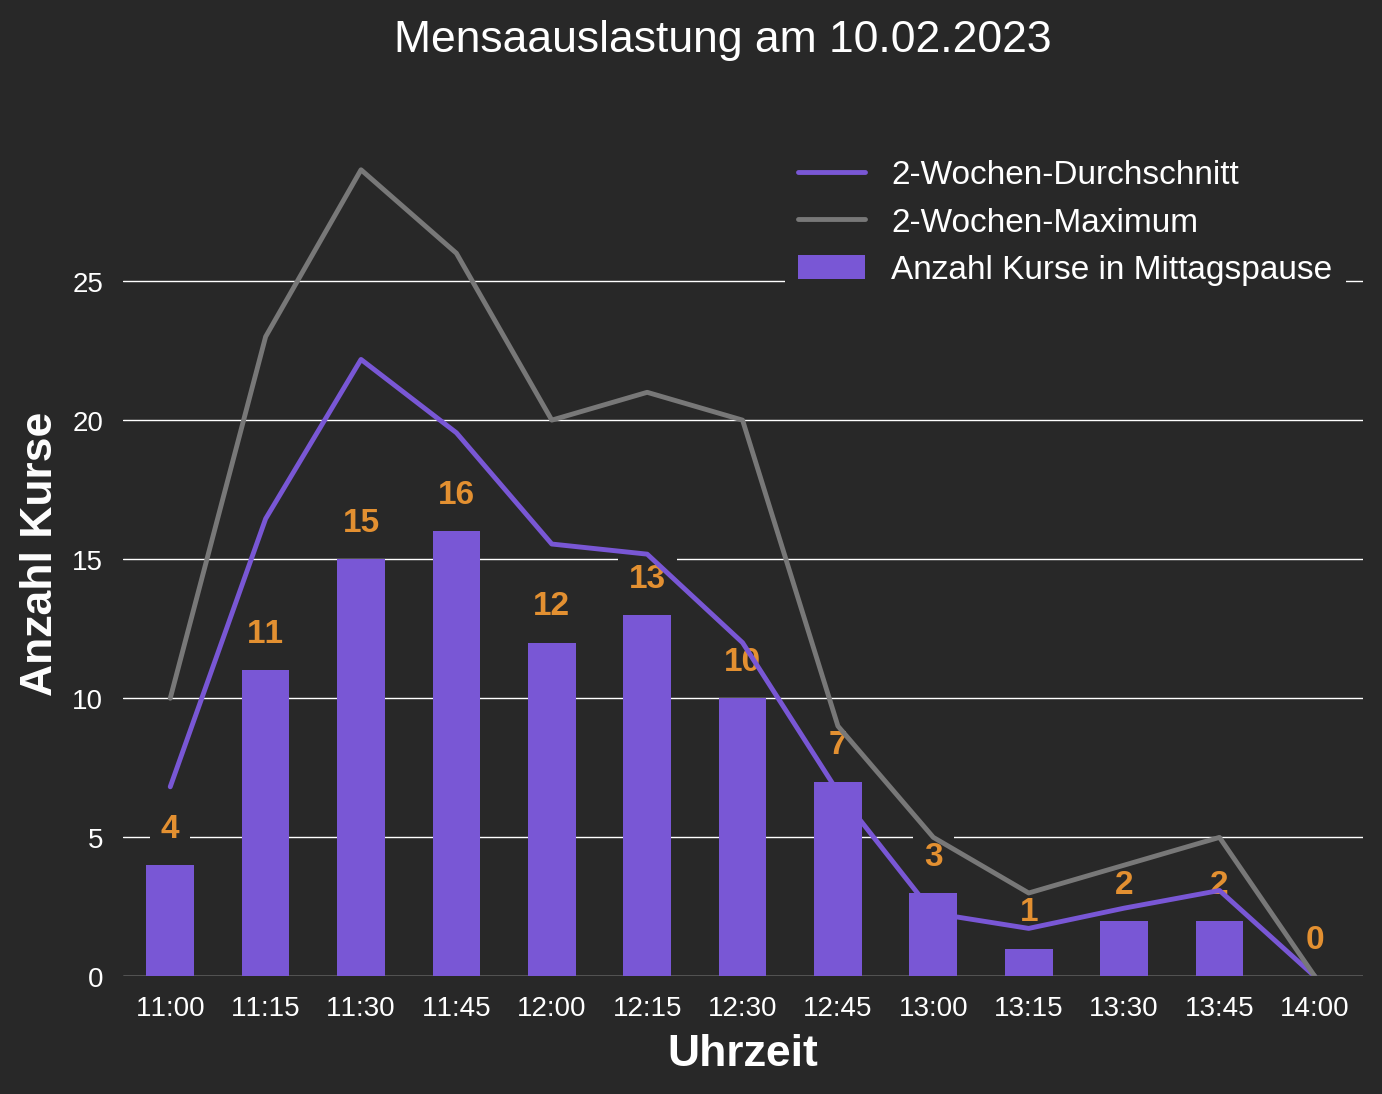 Mensaauslastung am 10.02.2023
2-Wochen-Durchschnitt
2-Wochen-Maximum
Anzahl Kurse in Mittagspause
Anzahl Kurse
25
20
15
10
5
0
4
11
15
16
12
13
10
7
3
1
2
2
0
11:00 11:15 11:30 11:45 12:00 12:15 12:30 12:45 13:00 13:15 13:30 13:45 14:00
Uhrzeit